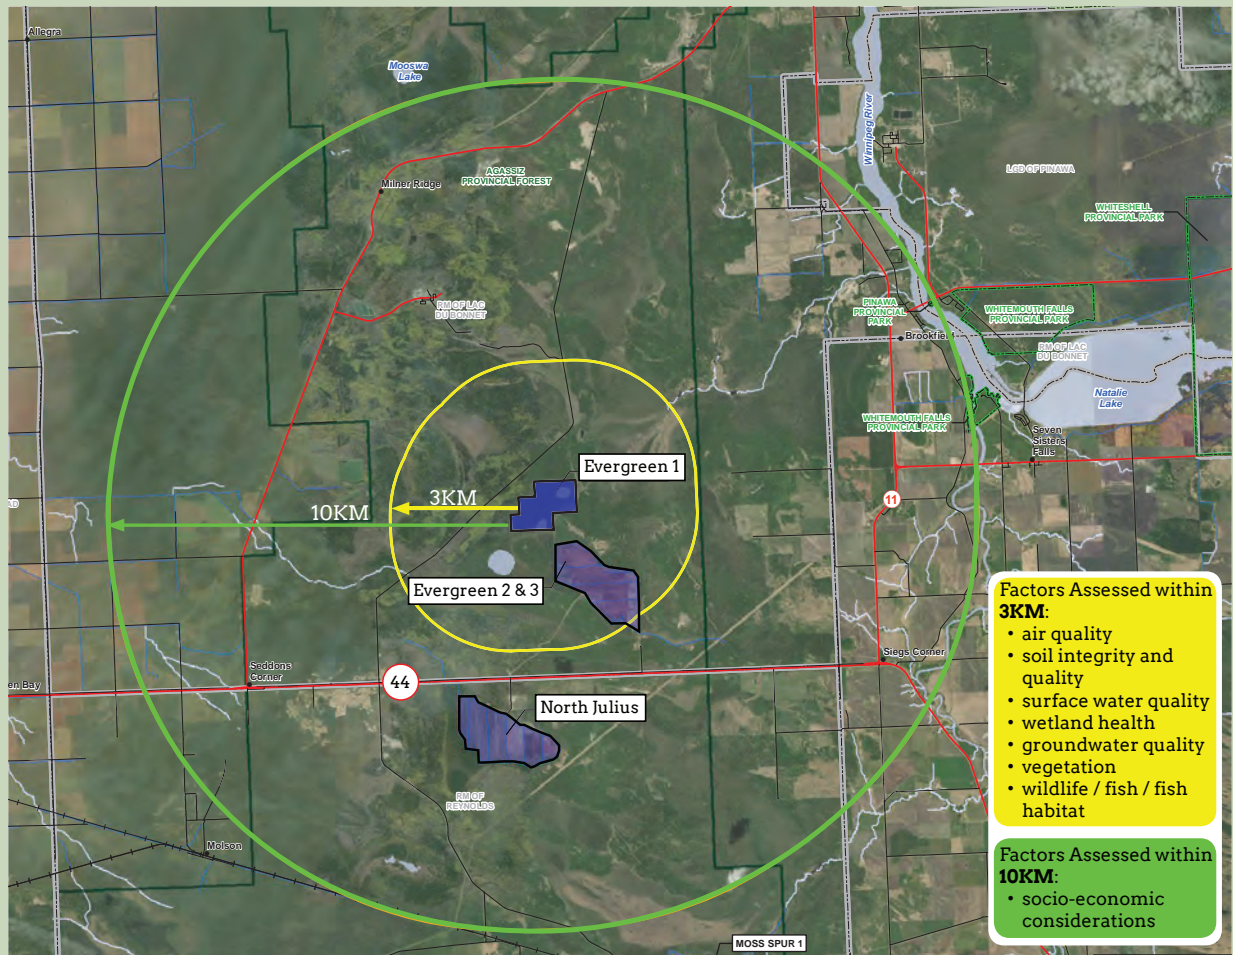 Allegra
Mooswa
Lake
Winnipeg River
Milner Ridge
AGASSIZ
PROVINCIAL FOREST
LGD OF PINAWA
WHITESHELL
PROVINCIAL PARK
RM OF LAC
DU BONNET
PINAWA
PROVINCIAL
PARK
WHITEMOUTH FALLS
PROVINCIAL PARK
Brookfiel
RM OF LAC
DU BONNET
Natalie
Lake
WHITEMOUTH FALLS
PROVINCIAL PARK
Seven
Sisters
Falls
Evergreen 1
3KM
10KM
11
AD
Evergreen 2 & 3
Seddons
Corner
Siegs Corner
en Bay
44
North Julius
RM OF
REYNOLDS
Molson
MOSS SPUR 1
Factors Assessed within
3KM:
• air quality
• soil integrity and
quality
• surface water quality
• wetland health
• groundwater quality
• vegetation
• wildlife / fish / fish
habitat
Factors Assessed within
10KM:
• socio-economic
considerations